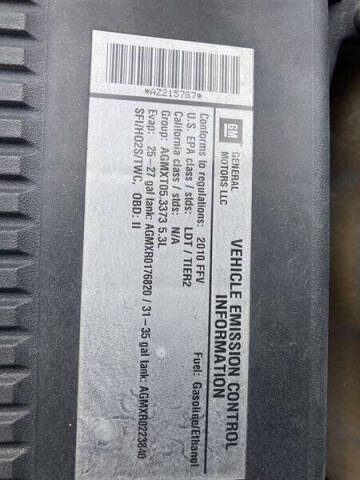 GM
GENERAL
MOTORS LLC
VEHICLE EMISSION CONTROL
INFORMATION
Conforms to regulations: 2010 FFV
Fuel: Gasoline/Ethanol
U.S. EPA class / stds: LDT / TIER2
California class / stds: N/A
Group: AGMXT05.3373 5.3L
Evap: 25-27 gal tank: AGMXR0176820 / 31-35 gal tank: AGMXR0223840
SFI/HO2S/TWC, OBD: II
*AZ215787*